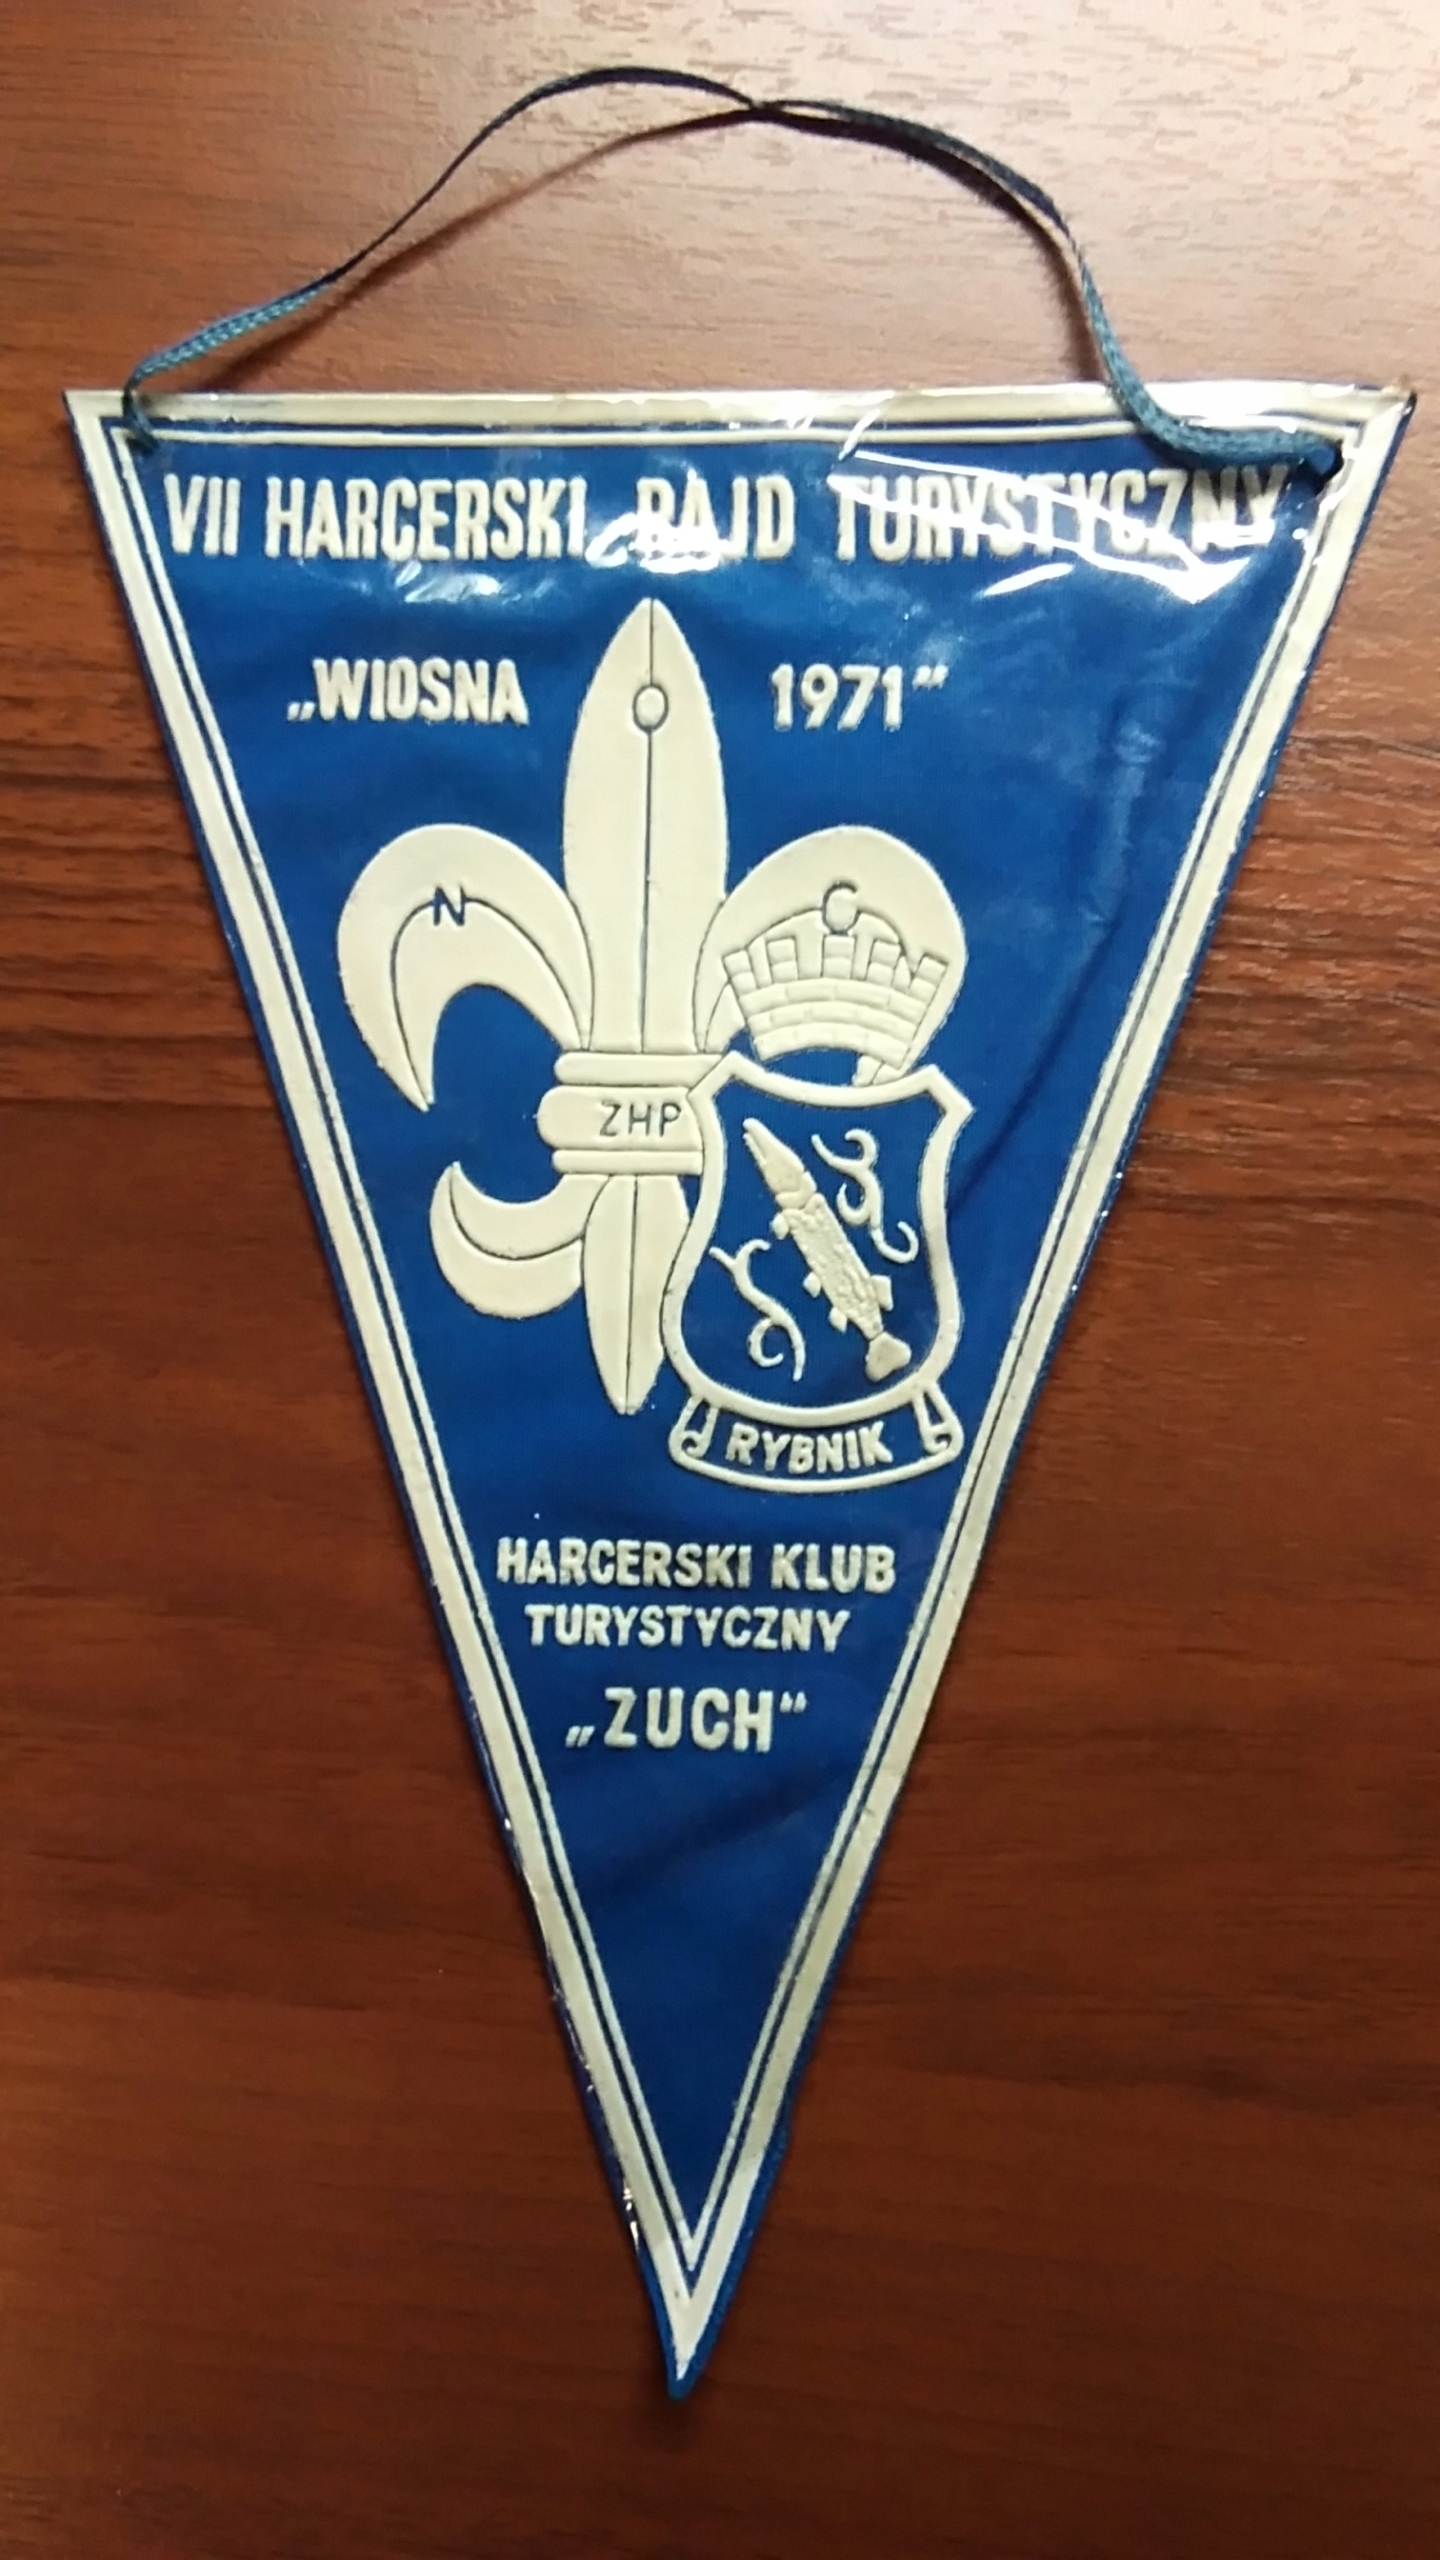 VII HARCERSKI RAJD TURYSTYCZNY
„WIOSNA 1971”
O
N C
ZHP
RYBNIK
HARCERSKI KLUB
TURYSTYCZNY
„ZUCH”